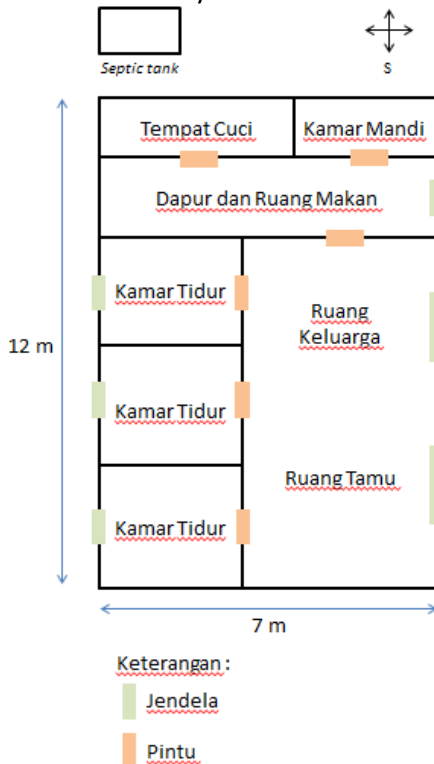 Septic tank
S
Tempat Cuci
Kamar Mandi
Dapur dan Ruang Makan
Kamar Tidur
Ruang
Keluarga
12 m
Kamar Tidur
Ruang Tamu
Kamar Tidur
7 m
Keterangan :
Jendela
Pintu